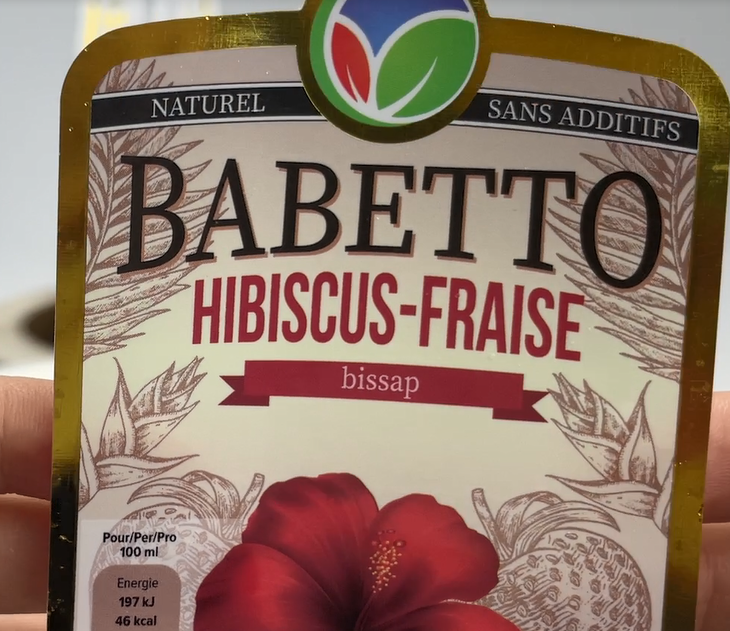 NATUREL
SANS ADDITIFS
BABETTO
HIBISCUS-FRAISE
bissap
Pour/Per/Pro
100 ml
Energie
197 kJ
46 kcal